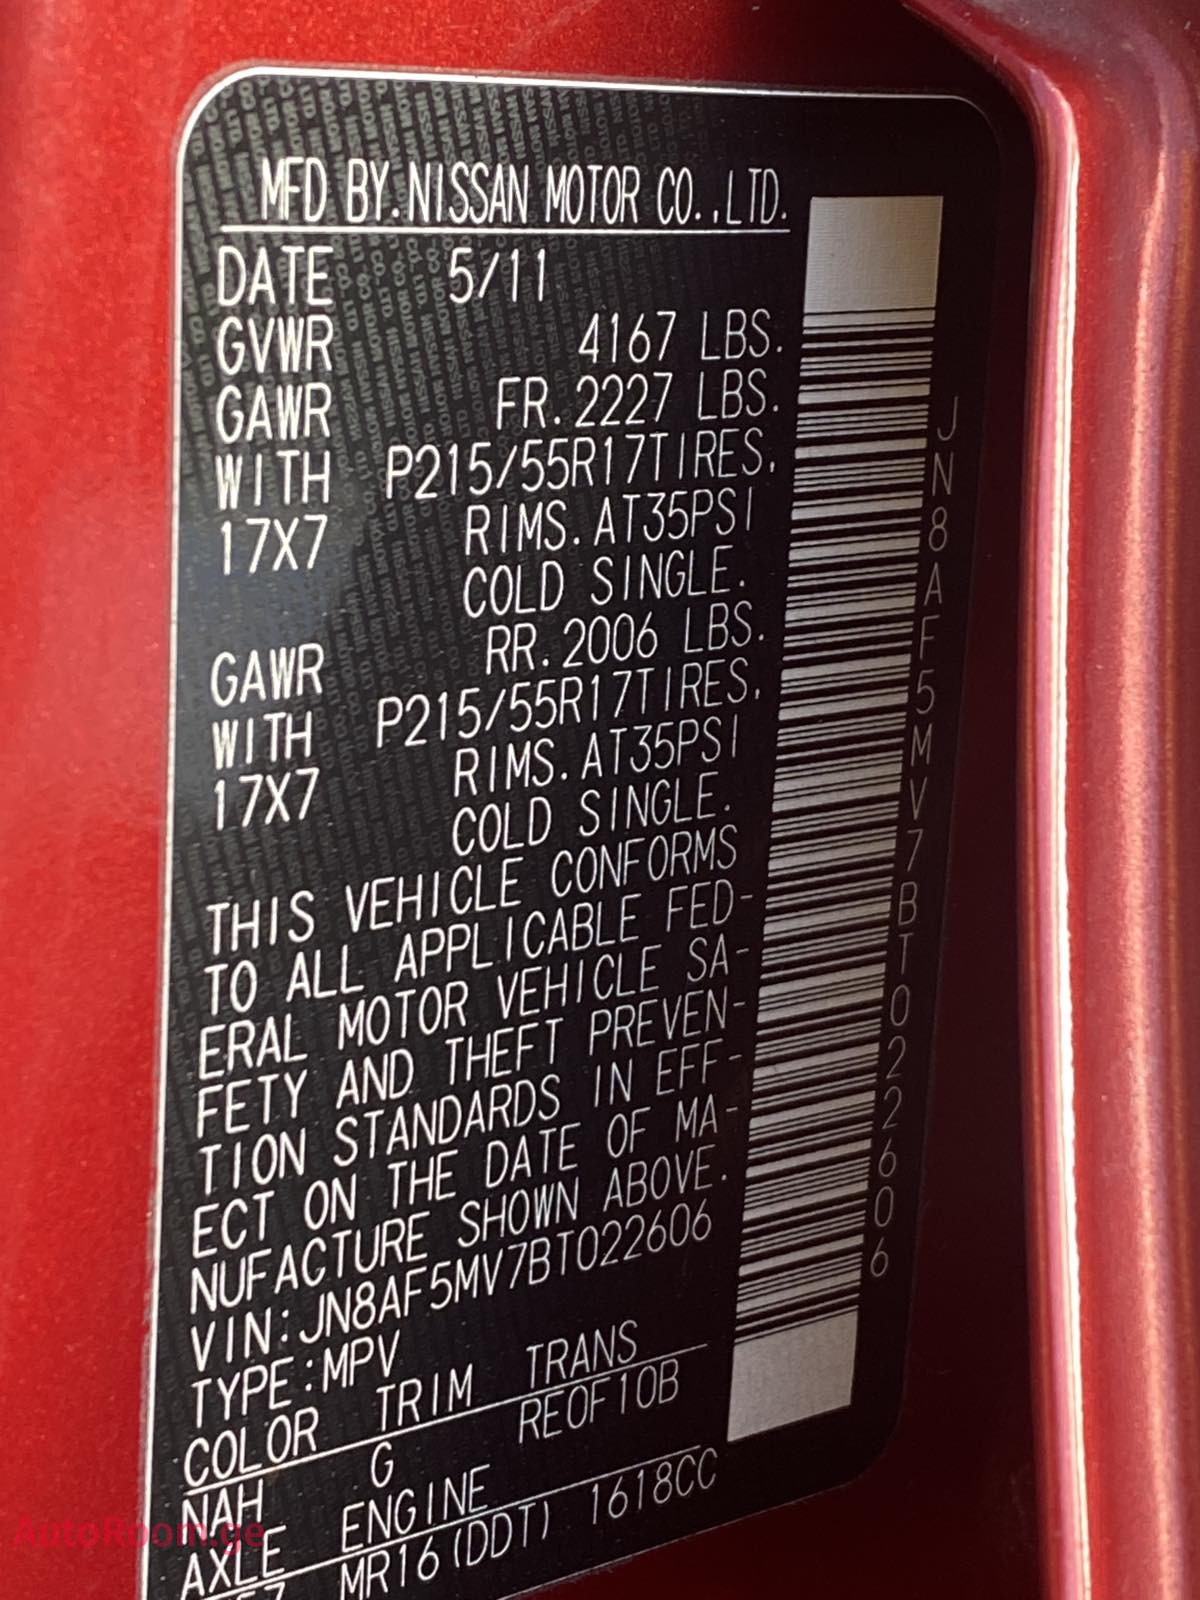 MFD BY.NISSAN MOTOR CO.,LTD.
DATE 5/11
GVWR 4167 LBS.
GAWR FR.2227 LBS.
WITH P215/55R17TIRES.
17X7 RIMS.AT35PSI
COLD SINGLE.
GAWR RR.2006 LBS.
WITH P215/55R17TIRES.
17X7 RIMS.AT35PSI
COLD SINGLE.
THIS VEHICLE CONFORMS
TO ALL APPLICABLE FED-
ERAL MOTOR VEHICLE SA-
FETY AND THEFT PREVEN-
TION STANDARDS IN EFF-
ECT ON THE DATE OF MA-
NUFACTURE SHOWN ABOVE.
VIN:JN8AF5MV7BT022606
TYPE:MPV
COLOR TRIM TRANS
NAH G RE0F10B
AXLE ENGINE
MR16(DDT) 1618CC
JN8AF5MV7BT022606
AutoRoom.ge